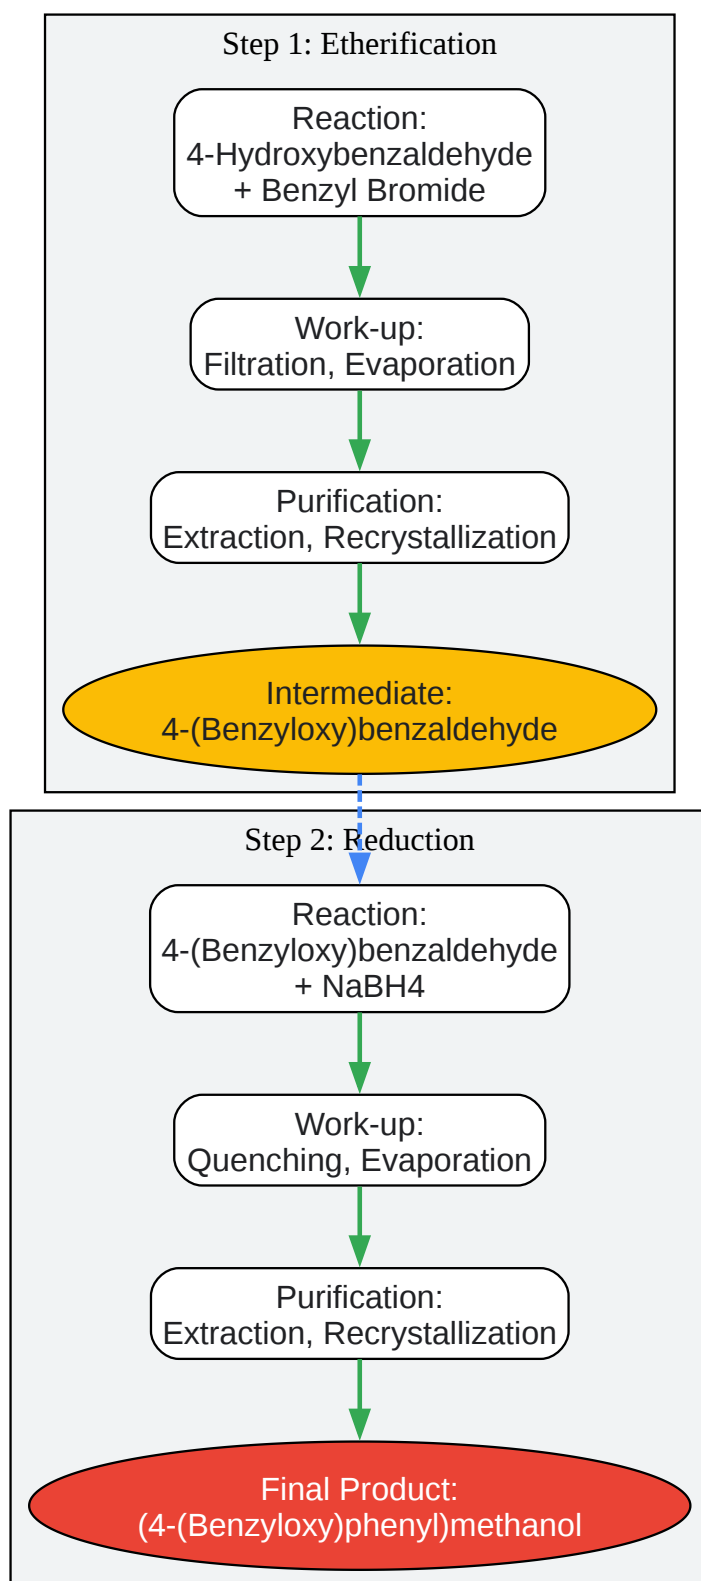 Step 1: Etherification
Reaction:
4-Hydroxybenzaldehyde
+ Benzyl Bromide
Work-up:
Filtration, Evaporation
Purification:
Extraction, Recrystallization
Intermediate:
4-(Benzyloxy)benzaldehyde
Step 2: Reduction
Reaction:
4-(Benzyloxy)benzaldehyde
+ NaBH4
Work-up:
Quenching, Evaporation
Purification:
Extraction, Recrystallization
Final Product:
(4-(Benzyloxy)phenyl)methanol